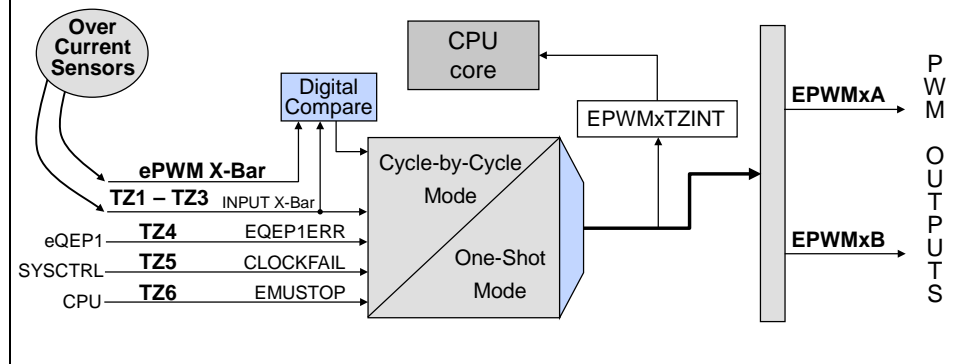 Over
Current
Sensors
CPU
core
Digital
Compare
EPWMxTZINT
EPWMxA
P
W
M
O
U
T
P
U
T
S
ePWM X-Bar
Cycle-by-Cycle
Mode
TZ1 – TZ3 INPUT X-Bar
eQEP1 TZ4 EQEP1ERR
EPWMxB
SYSCTRL TZ5 CLOCKFAIL
One-Shot
Mode
CPU TZ6 EMUSTOP